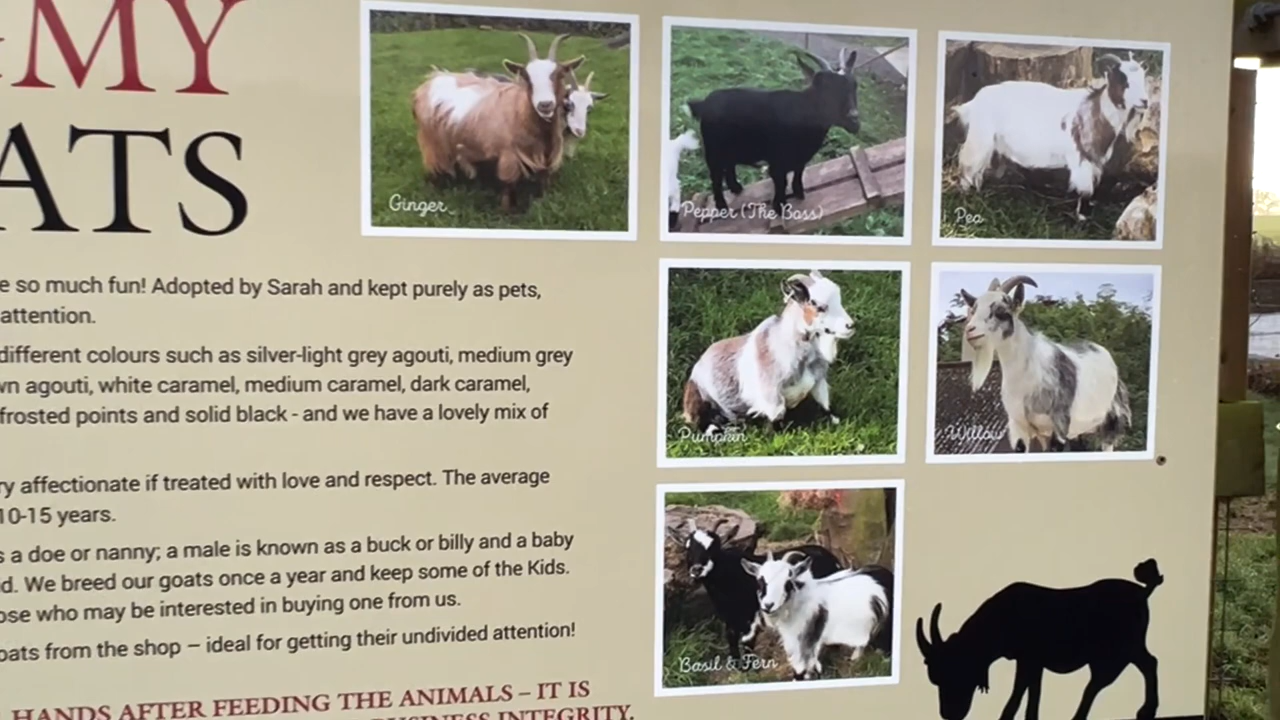 MY
ATS
e so much fun! Adopted by Sarah and kept purely as pets,
attention.
different colours such as silver-light grey agouti, medium grey
wn agouti, white caramel, medium caramel, dark caramel,
frosted points and solid black - and we have a lovely mix of
ry affectionate if treated with love and respect. The average
10-15 years.
s a doe or nanny; a male is known as a buck or billy and a baby
id. We breed our goats once a year and keep some of the Kids.
ose who may be interested in buying one from us.
oats from the shop – ideal for getting their undivided attention!
HANDS AFTER FEEDING THE ANIMALS – IT IS
BUSINESS INTEGRITY.
Ginger
Pepper (The Boss)
Pea
Pumpkin
Willow
Basil & Fern